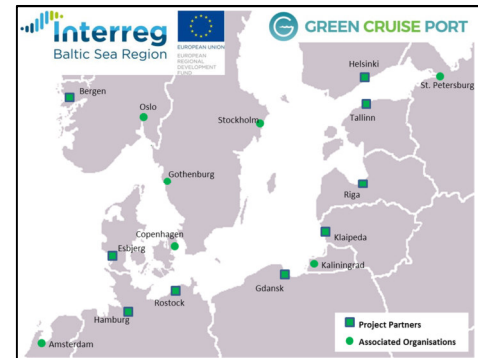 Interreg
Baltic Sea Region
EUROPEAN UNION
EUROPEAN
REGIONAL
DEVELOPMENT
FUND
GREEN CRUISE PORT
Helsinki
St. Petersburg
Bergen
Oslo
Tallinn
Stockholm
Gothenburg
Riga
Copenhagen
Klaipeda
Esbjerg
Kaliningrad
Gdansk
Rostock
Hamburg
Project Partners
Amsterdam
Associated Organisations